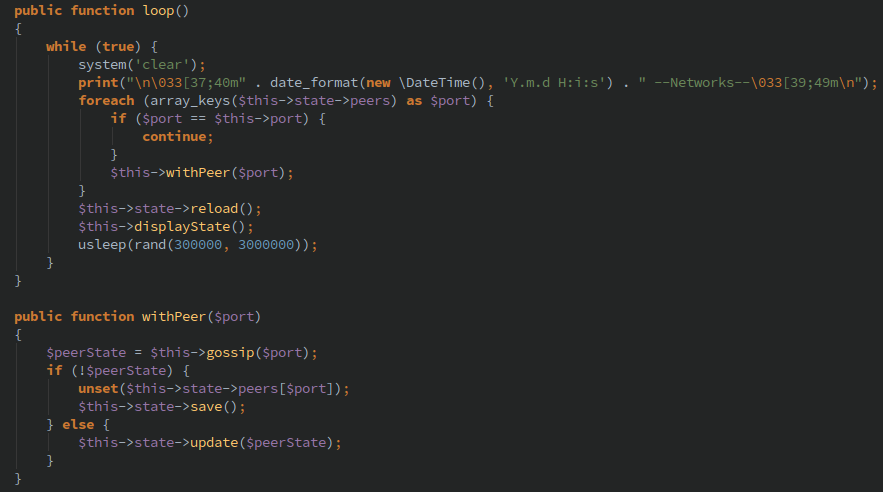 public function loop()
{
    while (true) {
        system('clear');
        print("\n\033[37;40m" . date_format(new \DateTime(), 'Y.m.d H:i:s') . " --Networks--\033[39;49m\n");
        foreach (array_keys($this->state->peers) as $port) {
            if ($port == $this->port) {
                continue;
            }
            $this->withPeer($port);
        }
        $this->state->reload();
        $this->displayState();
        usleep(rand(300000, 3000000));
    }
}

public function withPeer($port)
{
    $peerState = $this->gossip($port);
    if (!$peerState) {
        unset($this->state->peers[$port]);
        $this->state->save();
    } else {
        $this->state->update($peerState);
    }
}